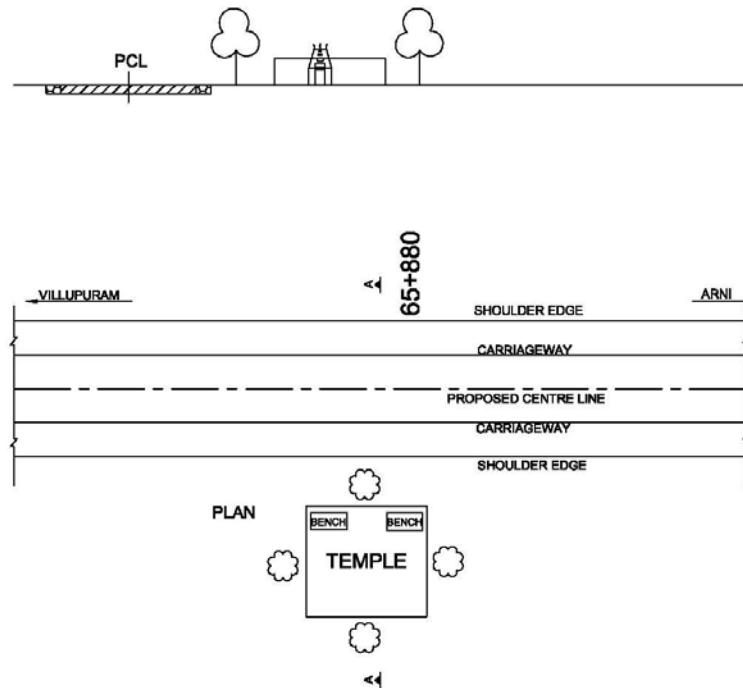 PCL
A
65+880
VILLUPURAM
ARNI
SHOULDER EDGE
CARRIAGEWAY
PROPOSED CENTRE LINE
CARRIAGEWAY
SHOULDER EDGE
PLAN
BENCH
BENCH
TEMPLE
A